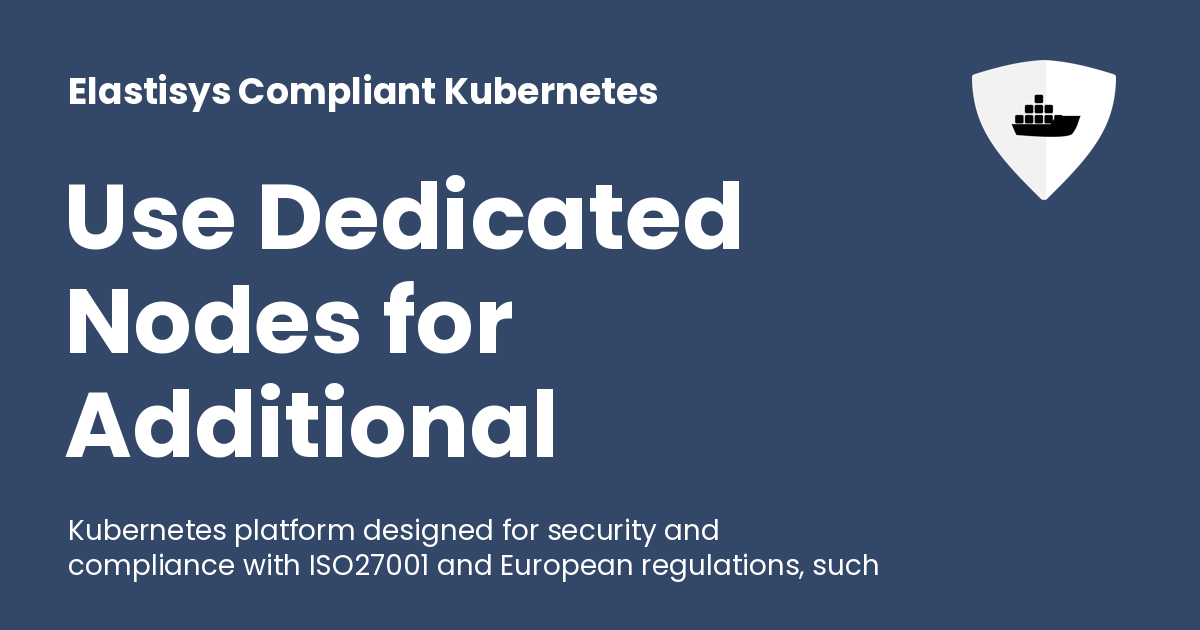 Elastisys Compliant Kubernetes
Use Dedicated
Nodes for
Additional
Kubernetes platform designed for security and
compliance with ISO27001 and European regulations, such